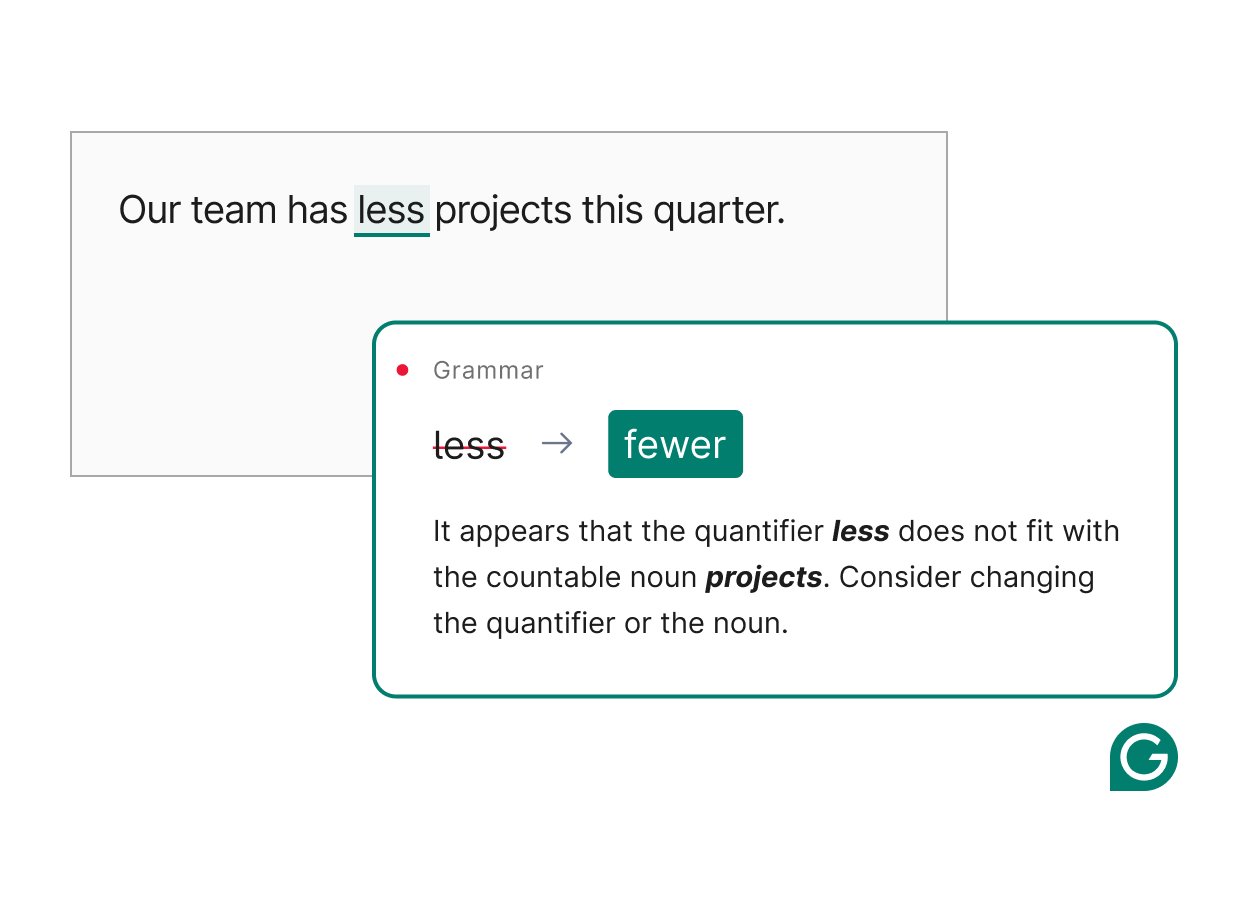 Our team has less projects this quarter.
Grammar
less → fewer
It appears that the quantifier less does not fit with
the countable noun projects. Consider changing
the quantifier or the noun.
G